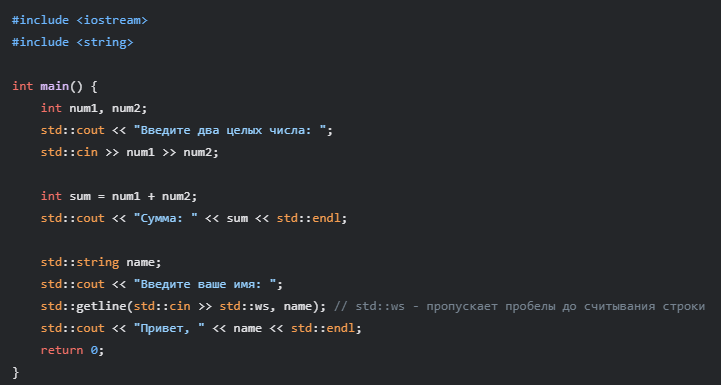 #include <iostream>
#include <string>

int main() {
    int num1, num2;
    std::cout << "Введите два целых числа: ";
    std::cin >> num1 >> num2;

    int sum = num1 + num2;
    std::cout << "Сумма: " << sum << std::endl;

    std::string name;
    std::cout << "Введите ваше имя: ";
    std::getline(std::cin >> std::ws, name); // std::ws - пропускает пробелы до считывания строки
    std::cout << "Привет, " << name << std::endl;
    return 0;
}